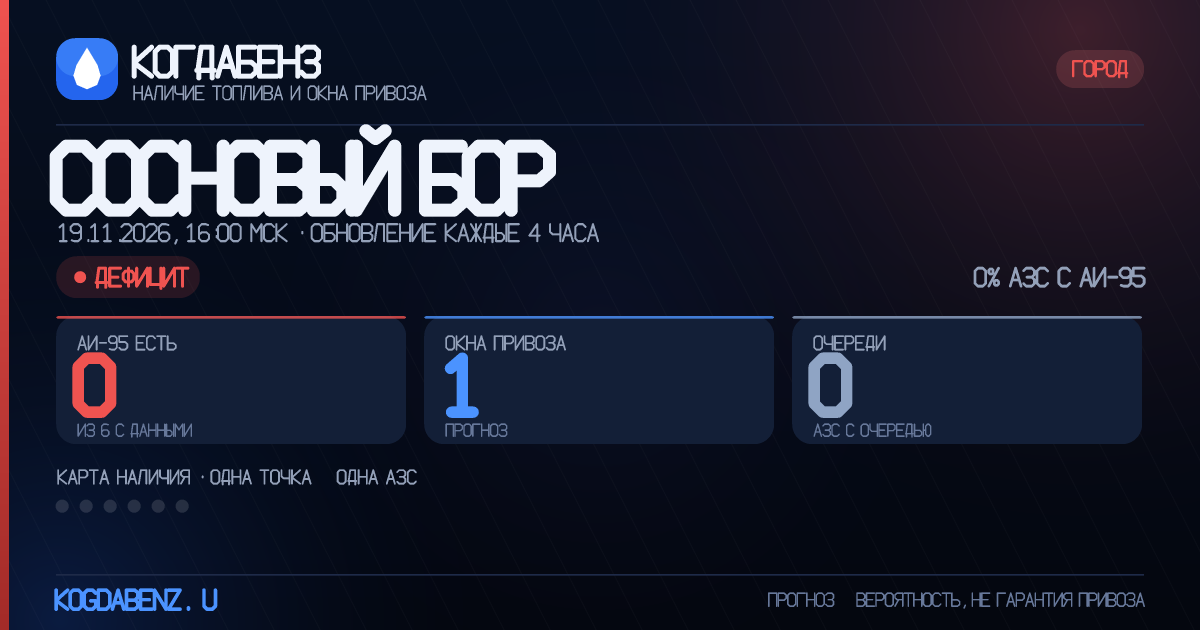 КОГДАБЕНЗ
НАЛИЧИЕ ТОПЛИВА И ОКНА ПРИВОЗА
ГОРОД
СОСНОВЫЙ БОР
19.11.2026, 16:00 МСК · ОБНОВЛЕНИЕ КАЖДЫЕ 4 ЧАСА
ДЕФИЦИТ
0% АЗС С АИ-95
АИ-95 ЕСТЬ
0
ИЗ 6 С ДАННЫМИ
ОКНА ПРИВОЗА
1
ПРОГНОЗ
ОЧЕРЕДИ
0
АЗС С ОЧЕРЕДЬЮ
КАРТА НАЛИЧИЯ · ОДНА ТОЧКА ОДНА АЗС
KOGDABENZ. U
ПРОГНОЗ ВЕРОЯТНОСТЬ, НЕ ГАРАНТИЯ ПРИВОЗА